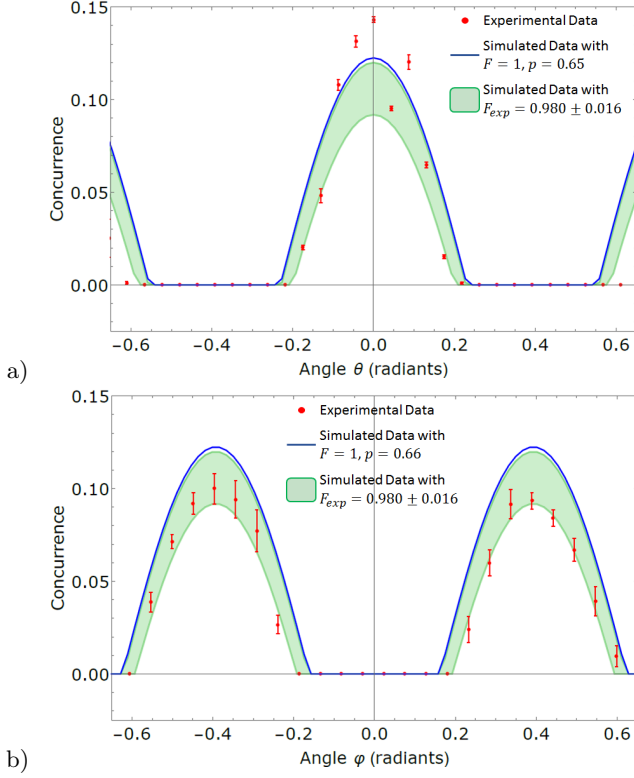 0.15
0.10
0.05
0.00
Concurrence
Experimental Data
Simulated Data with
F = 1, p = 0.65
Simulated Data with
F_exp = 0.980 ± 0.016
−0.6 −0.4 −0.2 0.0 0.2 0.4 0.6
Angle θ (radiants)
a)
0.15
0.10
0.05
0.00
Concurrence
Experimental Data
Simulated Data with
F = 1, p = 0.66
Simulated Data with
F_exp = 0.980 ± 0.016
−0.6 −0.4 −0.2 0.0 0.2 0.4 0.6
Angle φ (radiants)
b)